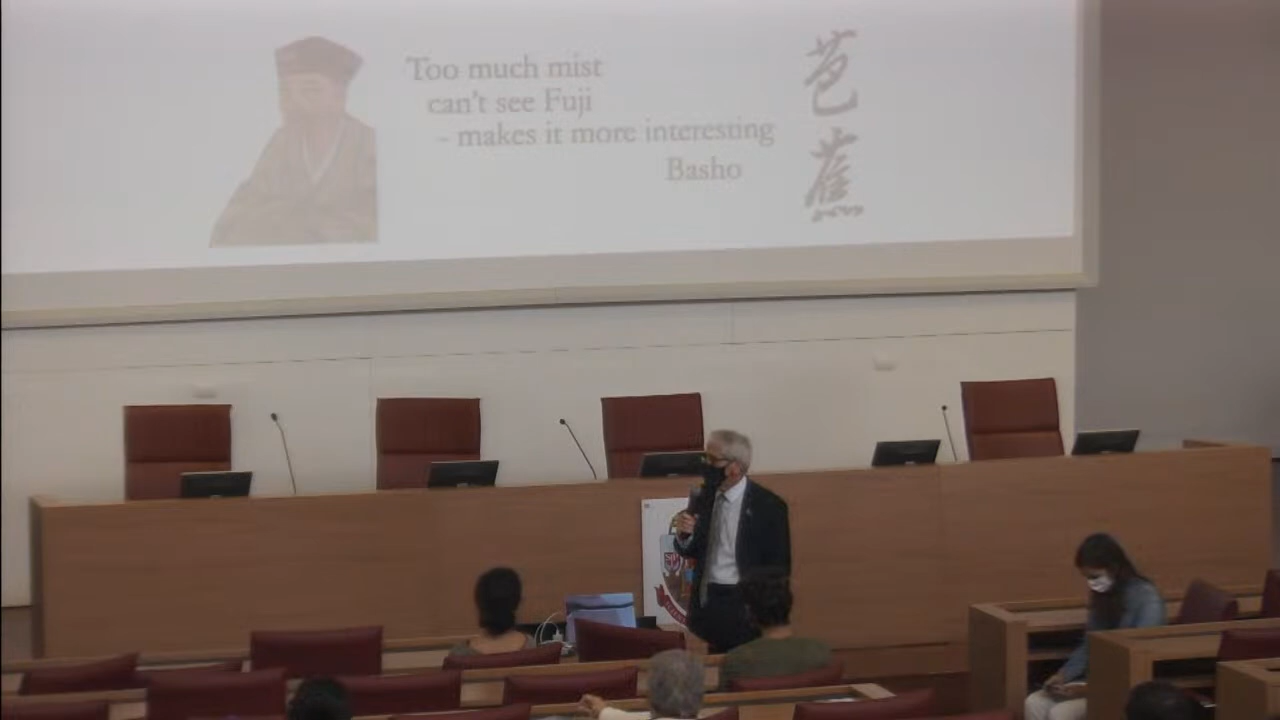 Too much mist
can't see Fuji
- makes it more interesting
Basho
芭蕉